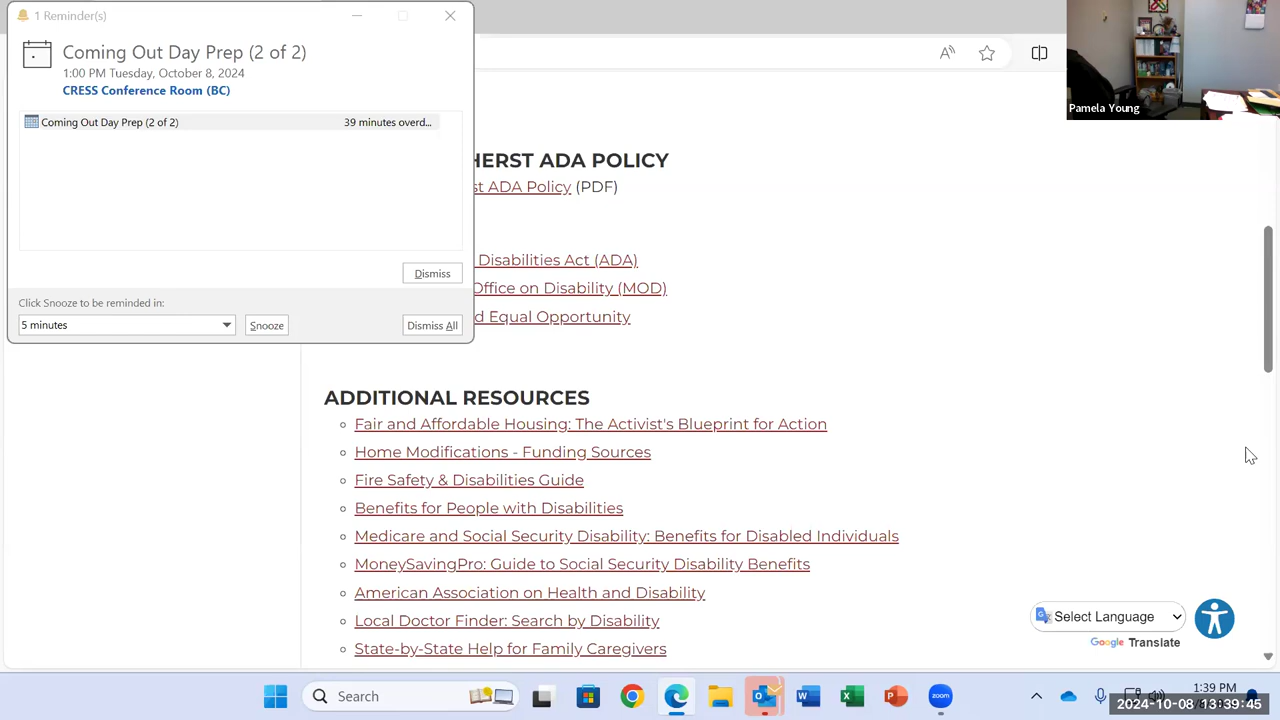 1 Reminder(s)
Coming Out Day Prep (2 of 2)
1:00 PM Tuesday, October 8, 2024
CRESS Conference Room (BC)
Coming Out Day Prep (2 of 2) 39 minutes overd...
Dismiss
Click Snooze to be reminded in:
5 minutes Snooze Dismiss All
Pamela Young
HERST ADA POLICY
st ADA Policy (PDF)
Disabilities Act (ADA)
Office on Disability (MOD)
d Equal Opportunity
ADDITIONAL RESOURCES
Fair and Affordable Housing: The Activist's Blueprint for Action
Home Modifications - Funding Sources
Fire Safety & Disabilities Guide
Benefits for People with Disabilities
Medicare and Social Security Disability: Benefits for Disabled Individuals
MoneySavingPro: Guide to Social Security Disability Benefits
American Association on Health and Disability
Local Doctor Finder: Search by Disability
State-by-State Help for Family Caregivers
Select Language
Google Translate
Search
zoom
1:39 PM
2024-10-08 13:39:45